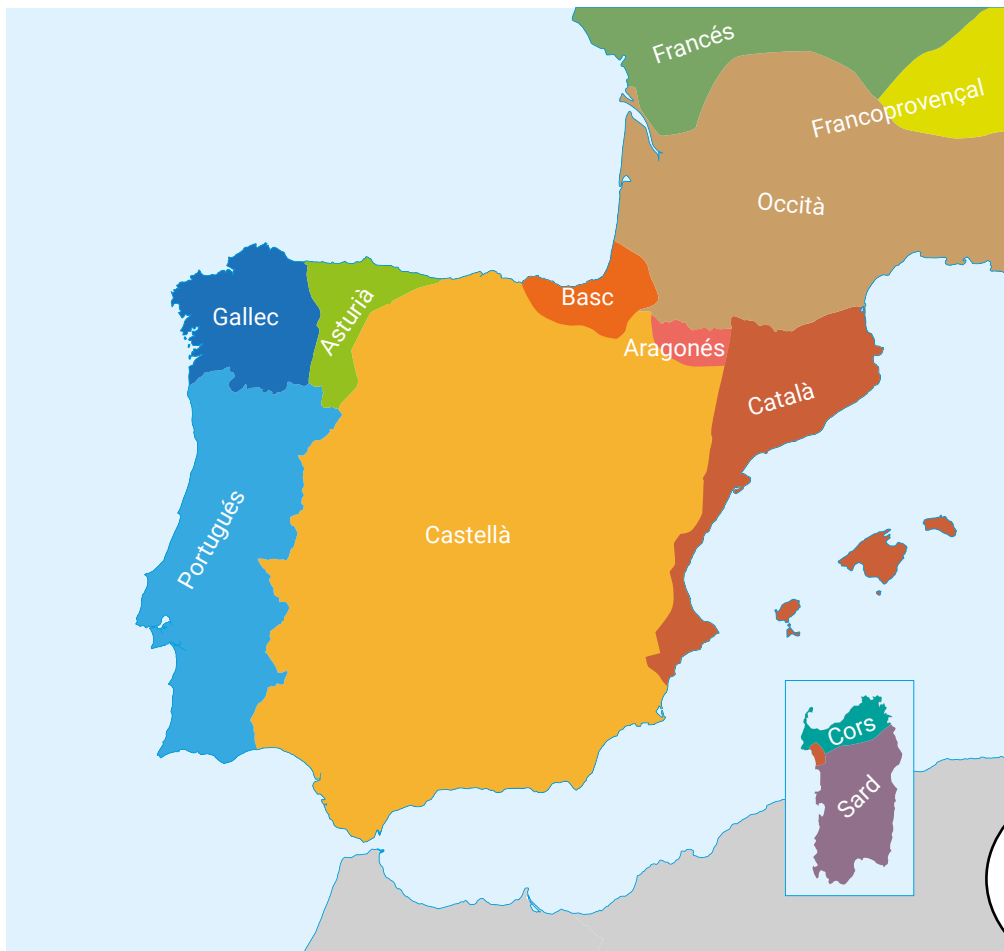 Francés
Francoprovençal
Occità
Gallec
Asturià
Basc
Aragonés
Català
Portugués
Castellà
Cors
Sard